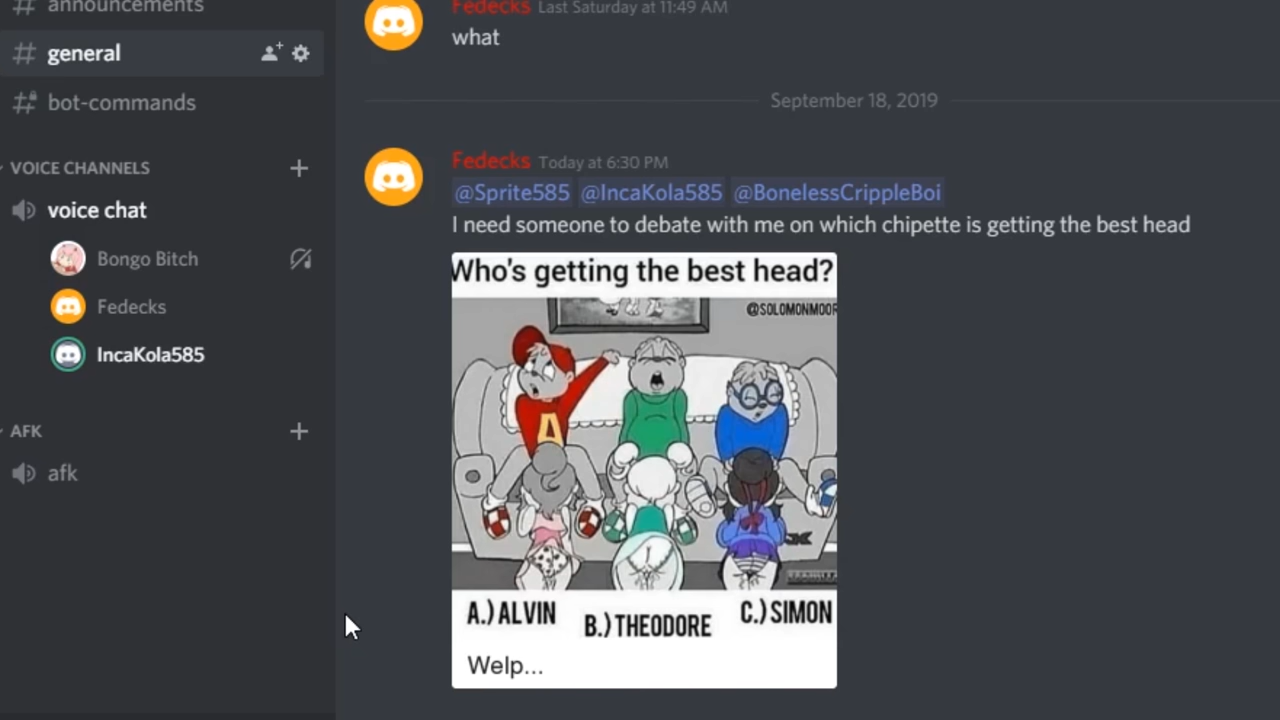 announcements
general
bot-commands
VOICE CHANNELS
voice chat
Bongo Bitch
Fedecks
IncaKola585
AFK
afk
Fedecks Last Saturday at 11:49 AM
what
September 18, 2019
Fedecks Today at 6:30 PM
@Sprite585 @IncaKola585 @BonelessCrippleBoi
I need someone to debate with me on which chipette is getting the best head
Who's getting the best head?
@SOLOMONMOOR
A
A.) ALVIN
B.) THEODORE
C.) SIMON
Welp...